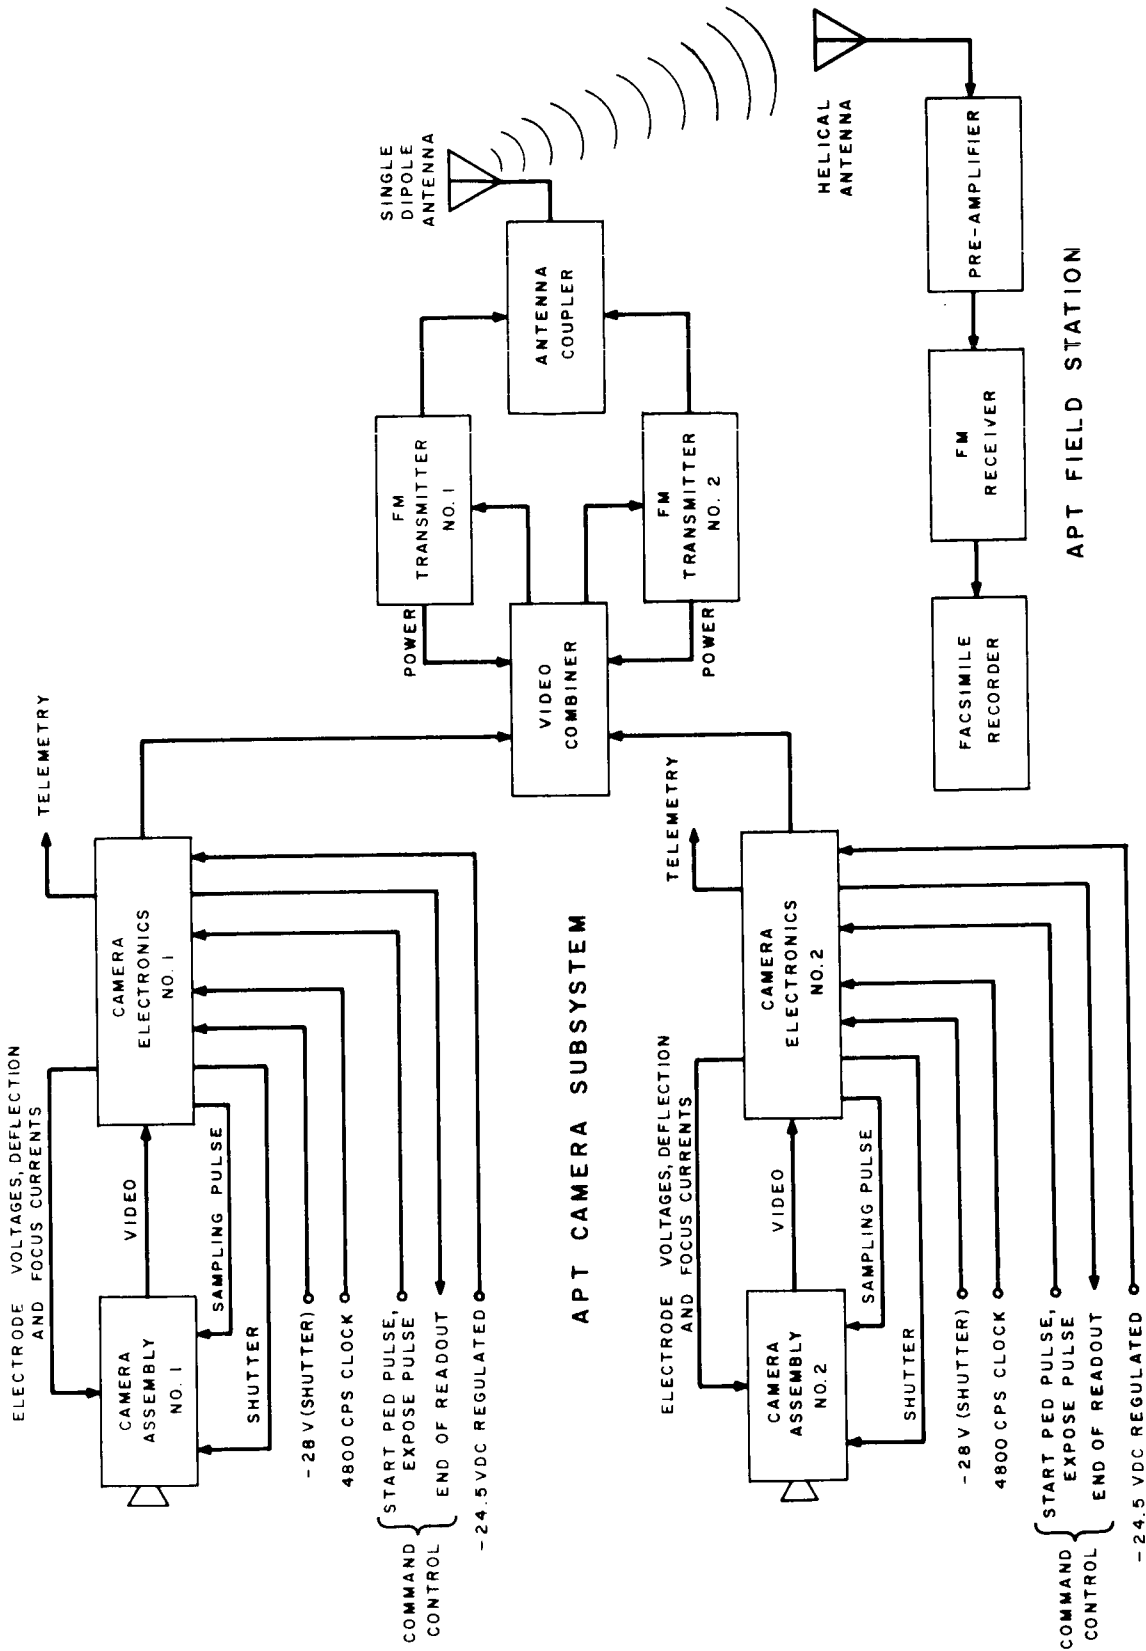 ELECTRODE VOLTAGES, DEFLECTION
AND FOCUS CURRENTS
TELEMETRY
CAMERA
ASSEMBLY
NO. 1
VIDEO
CAMERA
ELECTRONICS
NO. 1
SAMPLING PULSE
SHUTTER
-28 V (SHUTTER)
4800 CPS CLOCK
COMMAND
CONTROL
START PED PULSE,
EXPOSE PULSE
END OF READOUT
-24.5 VDC REGULATED
APT CAMERA SUBSYSTEM
ELECTRODE VOLTAGES, DEFLECTION
AND FOCUS CURRENTS
TELEMETRY
CAMERA
ASSEMBLY
NO. 2
VIDEO
CAMERA
ELECTRONICS
NO. 2
SAMPLING PULSE
SHUTTER
-28 V (SHUTTER)
4800 CPS CLOCK
COMMAND
CONTROL
START PED PULSE,
EXPOSE PULSE
END OF READOUT
-24.5 VDC REGULATED
VIDEO
COMBINER
POWER
FM
TRANSMITTER
NO. 1
POWER
FM
TRANSMITTER
NO. 2
ANTENNA
COUPLER
SINGLE
DIPOLE
ANTENNA
HELICAL
ANTENNA
PRE-AMPLIFIER
FM
RECEIVER
FACSIMILE
RECORDER
APT FIELD STATION